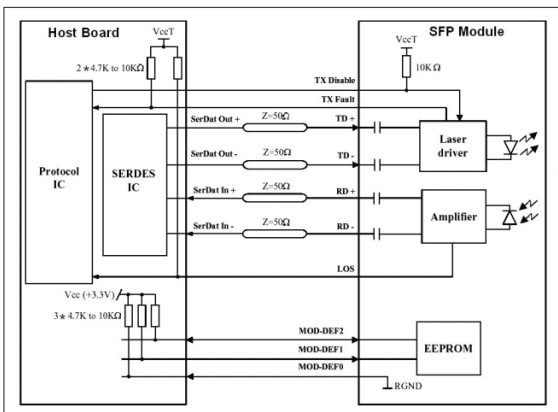 Host Board
SFP Module
VccT
VccT
2*4.7K to 10KΩ
10KΩ
TX Disable
TX Fault
SerDat Out +
Z=50Ω
TD +
SerDat Out -
Z=50Ω
TD -
Laser driver
Protocol IC
SERDES IC
SerDat In +
Z=50Ω
RD +
Amplifier
SerDat In -
Z=50Ω
RD -
LOS
Vcc (+3.3V)
3*4.7K to 10KΩ
MOD-DEF2
MOD-DEF1
EEPROM
MOD-DEF0
RGND